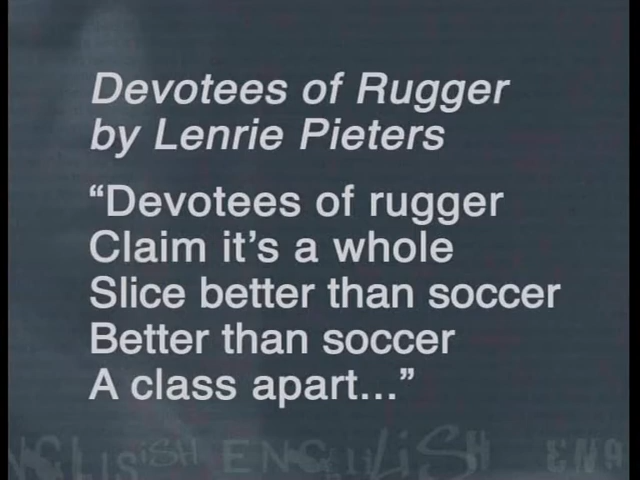 Devotees of Rugger
by Lenrie Pieters
“Devotees of rugger
Claim it’s a whole
Slice better than soccer
Better than soccer
A class apart...”
ENGLISH